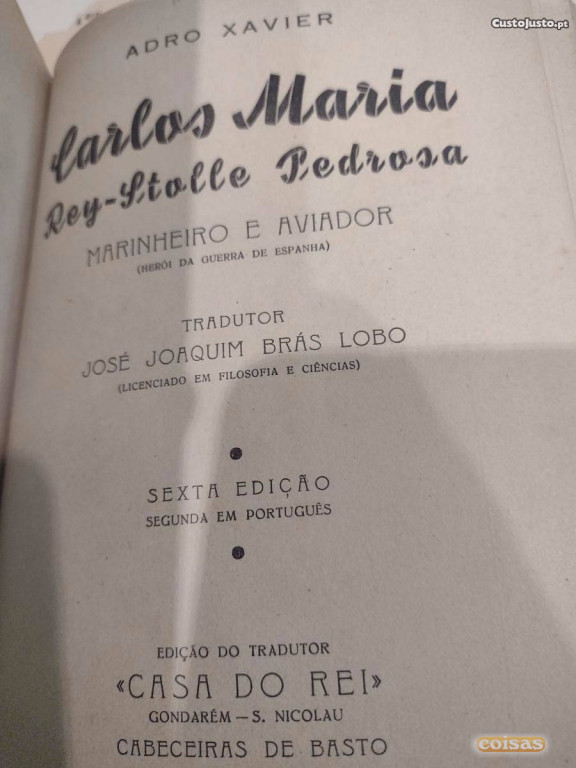 CustoJusto.pt
ADRO XAVIER
Carlos Maria
Rey-Stolle Pedrosa
MARINHEIRO E AVIADOR
(HERÓI DA GUERRA DE ESPANHA)
TRADUTOR
JOSÉ JOAQUIM BRÁS LOBO
(LICENCIADO EM FILOSOFIA E CIÊNCIAS)
SEXTA EDIÇÃO
SEGUNDA EM PORTUGUÊS
EDIÇÃO DO TRADUTOR
«CASA DO REI»
GONDARÉM — S. NICOLAU
CABECEIRAS DE BASTO
coisas